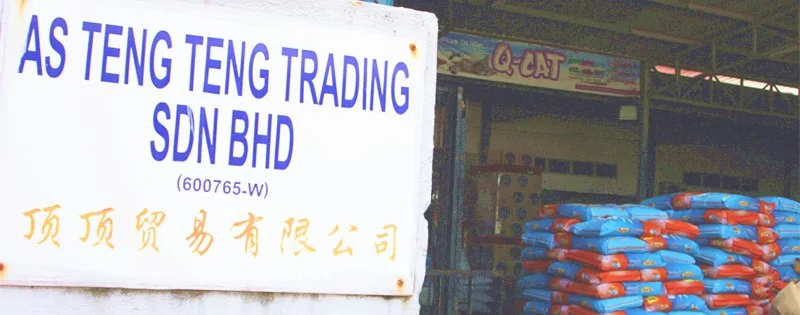 AS TENG TENG TRADING
SDN BHD
(600765-W)
顶顶贸易有限公司
Q-CAT